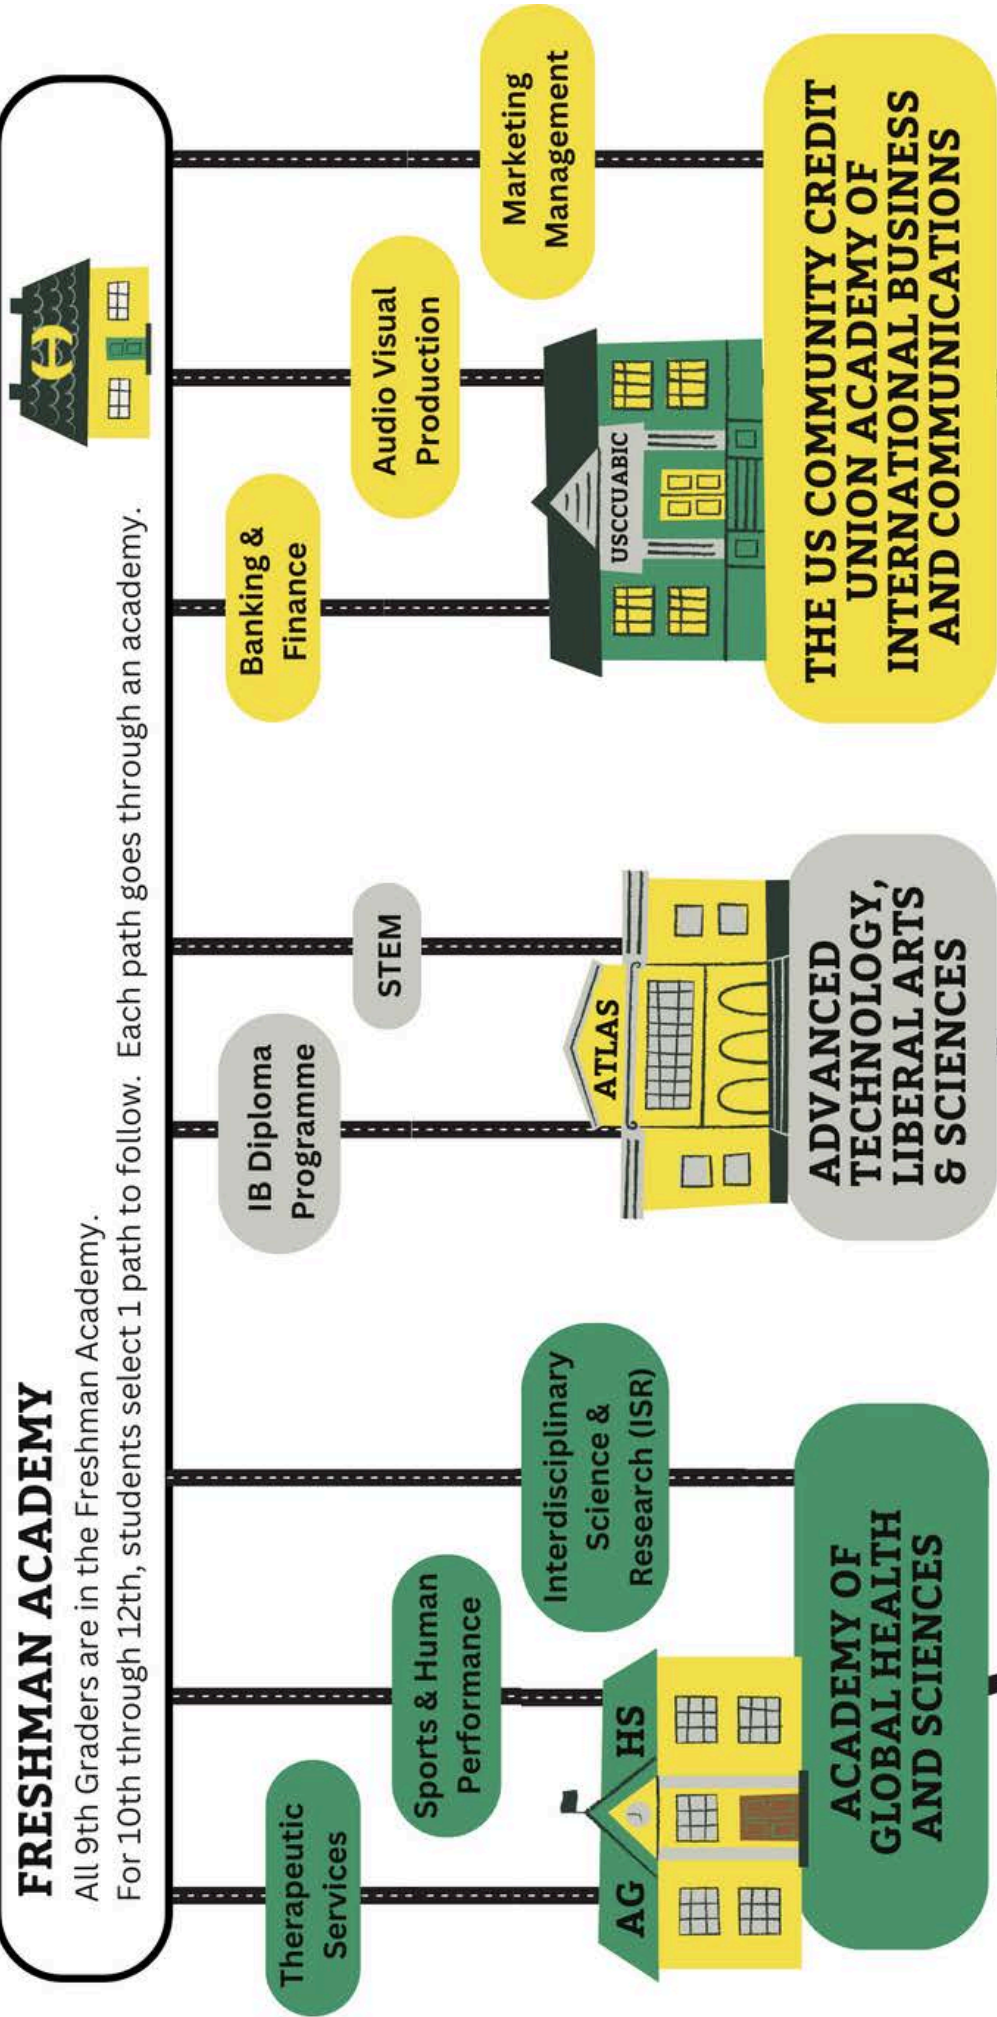 FRESHMAN ACADEMY
All 9th Graders are in the Freshman Academy.
For 10th through 12th, students select 1 path to follow. Each path goes through an academy.
Therapeutic
Services
Sports & Human
Performance
Interdisciplinary
Science &
Research (ISR)
AG HS
ACADEMY OF
GLOBAL HEALTH
AND SCIENCES
IB Diploma
Programme
STEM
ATLAS
ADVANCED
TECHNOLOGY,
LIBERAL ARTS
& SCIENCES
Banking &
Finance
Audio Visual
Production
Marketing
Management
USCCUABIC
THE US COMMUNITY CREDIT
UNION ACADEMY OF
INTERNATIONAL BUSINESS
AND COMMUNICATIONS